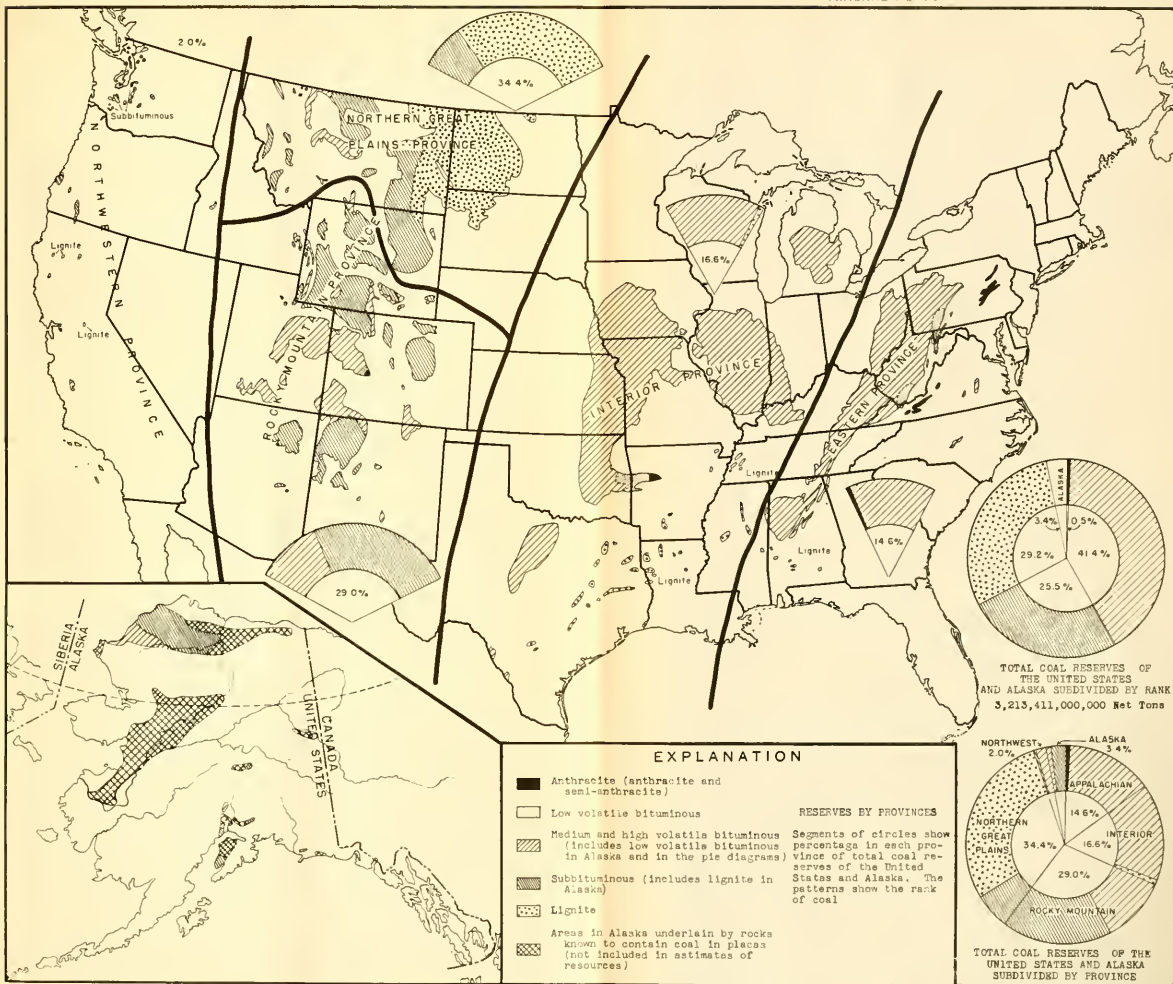 2.0%
Subbituminous
NORTHWESTERN PROVINCE
Lignite
Lignite
34.4%
NORTHERN GREAT
PLAINS PROVINCE
ROCKY MOUNTAIN PROVINCE
29.0%
16.6%
INTERIOR PROVINCE
EASTERN PROVINCE
Lignite
Lignite
Lignite
14.6%
ALASKA
3.4%
0.5%
29.2%
41.4%
25.5%
TOTAL COAL RESERVES OF
THE UNITED STATES
AND ALASKA SUBDIVIDED BY RANK
3,213,411,000,000 Net Tons
SIBERIA
ALASKA
CANADA
UNITED STATES
EXPLANATION
Anthracite (anthracite and
semi-anthracite)
Low volatile bituminous
Medium and high volatile bituminous
(includes low volatile bituminous
in Alaska and in the pie diagrams)
Subbituminous (includes lignite in
Alaska)
Lignite
Areas in Alaska underlain by rocks
known to contain coal in places
(not included in estimates of
resources)
RESERVES BY PROVINCES
Segments of circles show
percentage in each pro-
vince of total coal re-
serves of the United
States and Alaska. The
patterns show the rank
of coal
NORTHWEST
2.0%
ALASKA
3.4%
APPALACHIAN
14.6%
INTERIOR
16.6%
NORTHERN
GREAT
PLAINS
34.4%
29.0%
ROCKY MOUNTAIN
TOTAL COAL RESERVES OF THE
UNITED STATES AND ALASKA
SUBDIVIDED BY PROVINCE